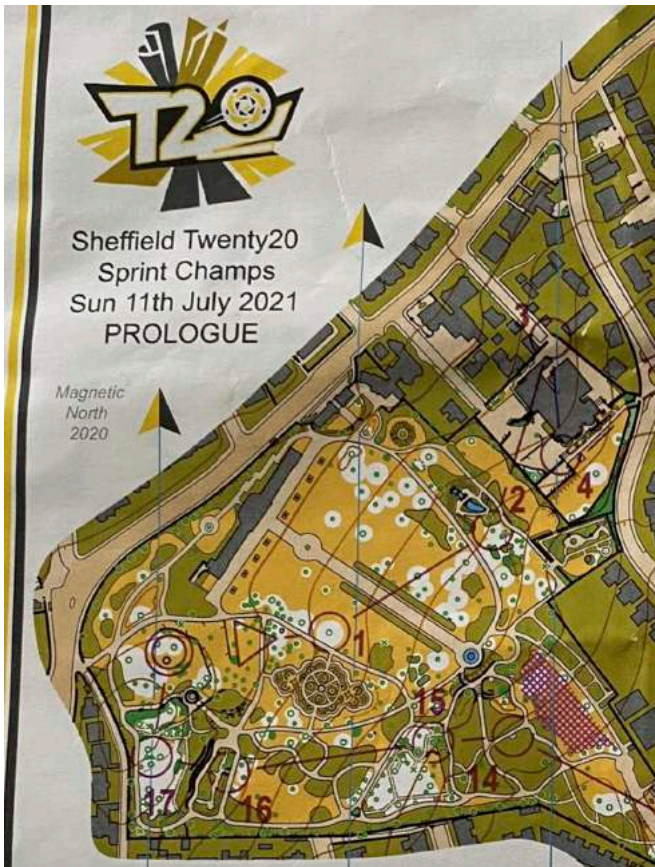 T20
Sheffield Twenty20
Sprint Champs
Sun 11th July 2021
PROLOGUE
Magnetic
North
2020
3
2
4
1
15
14
17
16